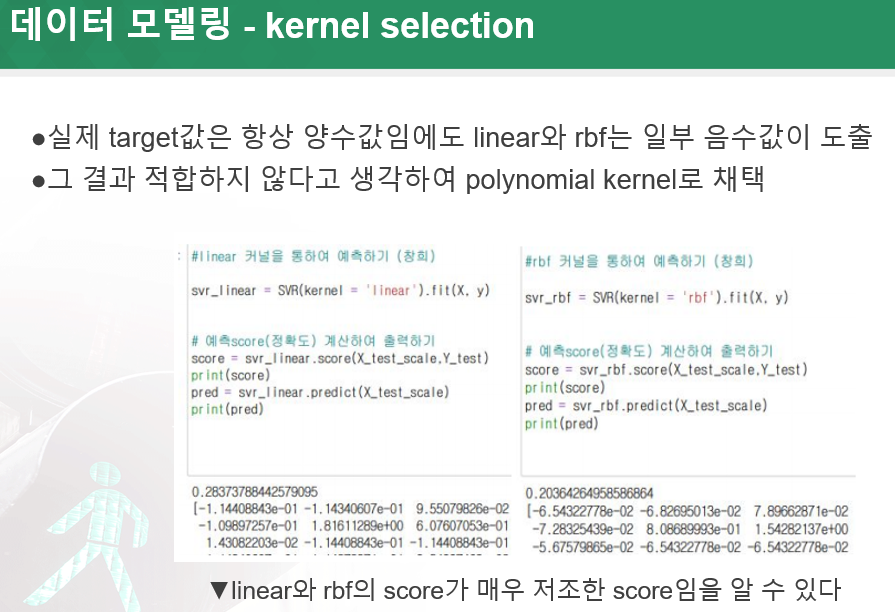 데이터 모델링 - kernel selection
●실제 target값은 항상 양수값임에도 linear와 rbf는 일부 음수값이 도출
●그 결과 적합하지 않다고 생각하여 polynomial kernel로 채택
#linear 커널을 통하여 예측하기 (창희)
svr_linear = SVR(kernel = 'linear').fit(X, y)
# 예측score(정확도) 계산하여 출력하기
score = svr_linear.score(X_test_scale,Y_test)
print(score)
pred = svr_linear.predict(X_test_scale)
print(pred)
0.28373788442579095
[-1.14408843e-01 -1.14340607e-01 9.55079826e-02
-1.09897257e-01 1.81611289e+00 6.07607053e-01
1.43082203e-02 -1.14408843e-01 -1.14408843e-01
#rbf 커널을 통하여 예측하기 (창희)
svr_rbf = SVR(kernel = 'rbf').fit(X, y)
# 예측score(정확도) 계산하여 출력하기
score = svr_rbf.score(X_test_scale,Y_test)
print(score)
pred = svr_rbf.predict(X_test_scale)
print(pred)
0.20364264958586864
[-6.54322778e-02 -6.82695013e-02 7.89662871e-02
-7.28325439e-02 8.08689993e-01 1.54282137e+00
-5.67579865e-02 -6.54322778e-02 -6.54322778e-02
▼linear와 rbf의 score가 매우 저조한 score임을 알 수 있다